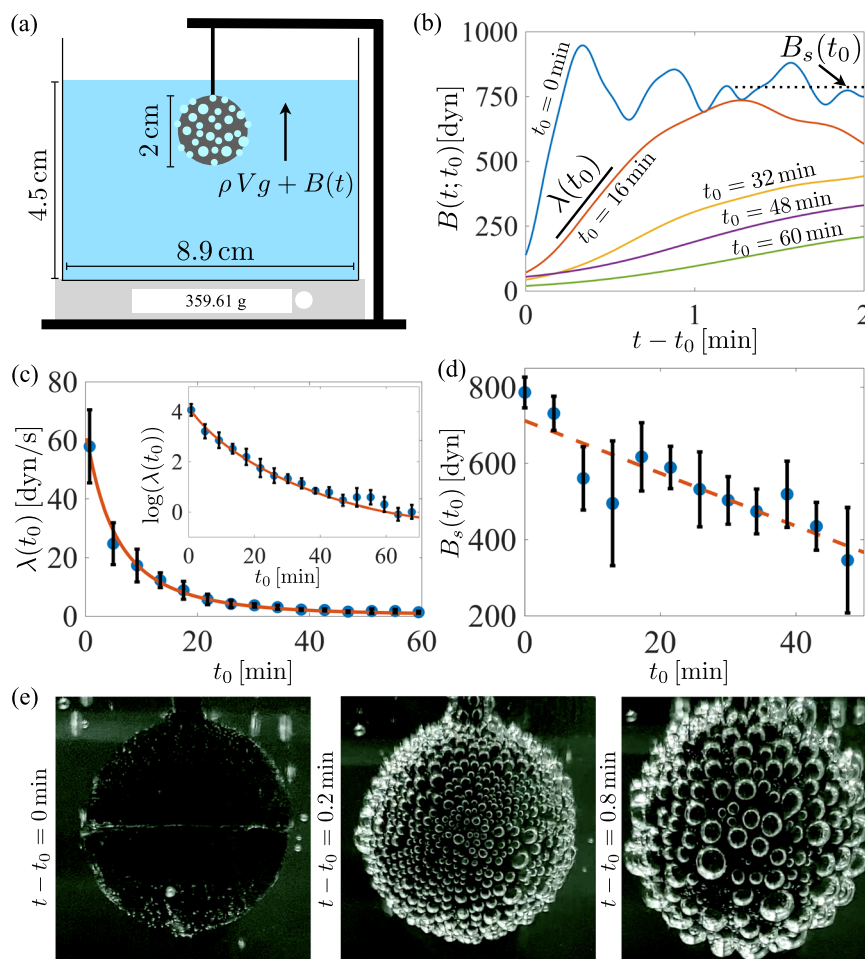 (a)
4.5 cm
2 cm
ρVg + B(t)
8.9 cm
359.61 g
(b)
B(t; t₀)[dyn]
1000
750
500
250
0
0
1
2
t − t₀ [min]
t₀ = 0 min
λ(t₀)
t₀ = 16 min
Bₛ(t₀)
t₀ = 32 min
t₀ = 48 min
t₀ = 60 min
(c)
λ(t₀) [dyn/s]
80
60
40
20
0
0
20
40
60
t₀ [min]
log(λ(t₀))
4
2
0
0
20
40
60
t₀ [min]
(d)
Bₛ(t₀) [dyn]
800
600
400
200
0
20
40
t₀ [min]
(e)
t − t₀ = 0 min
t − t₀ = 0.2 min
t − t₀ = 0.8 min